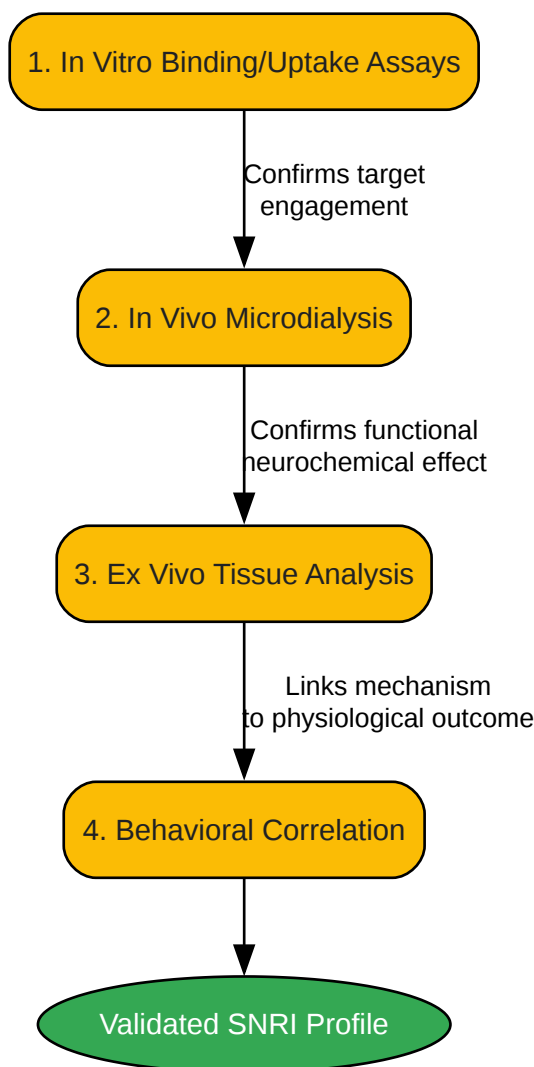 1. In Vitro Binding/Uptake Assays
Confirms target
engagement
2. In Vivo Microdialysis
Confirms functional
neurochemical effect
3. Ex Vivo Tissue Analysis
Links mechanism
to physiological outcome
4. Behavioral Correlation
Validated SNRI Profile